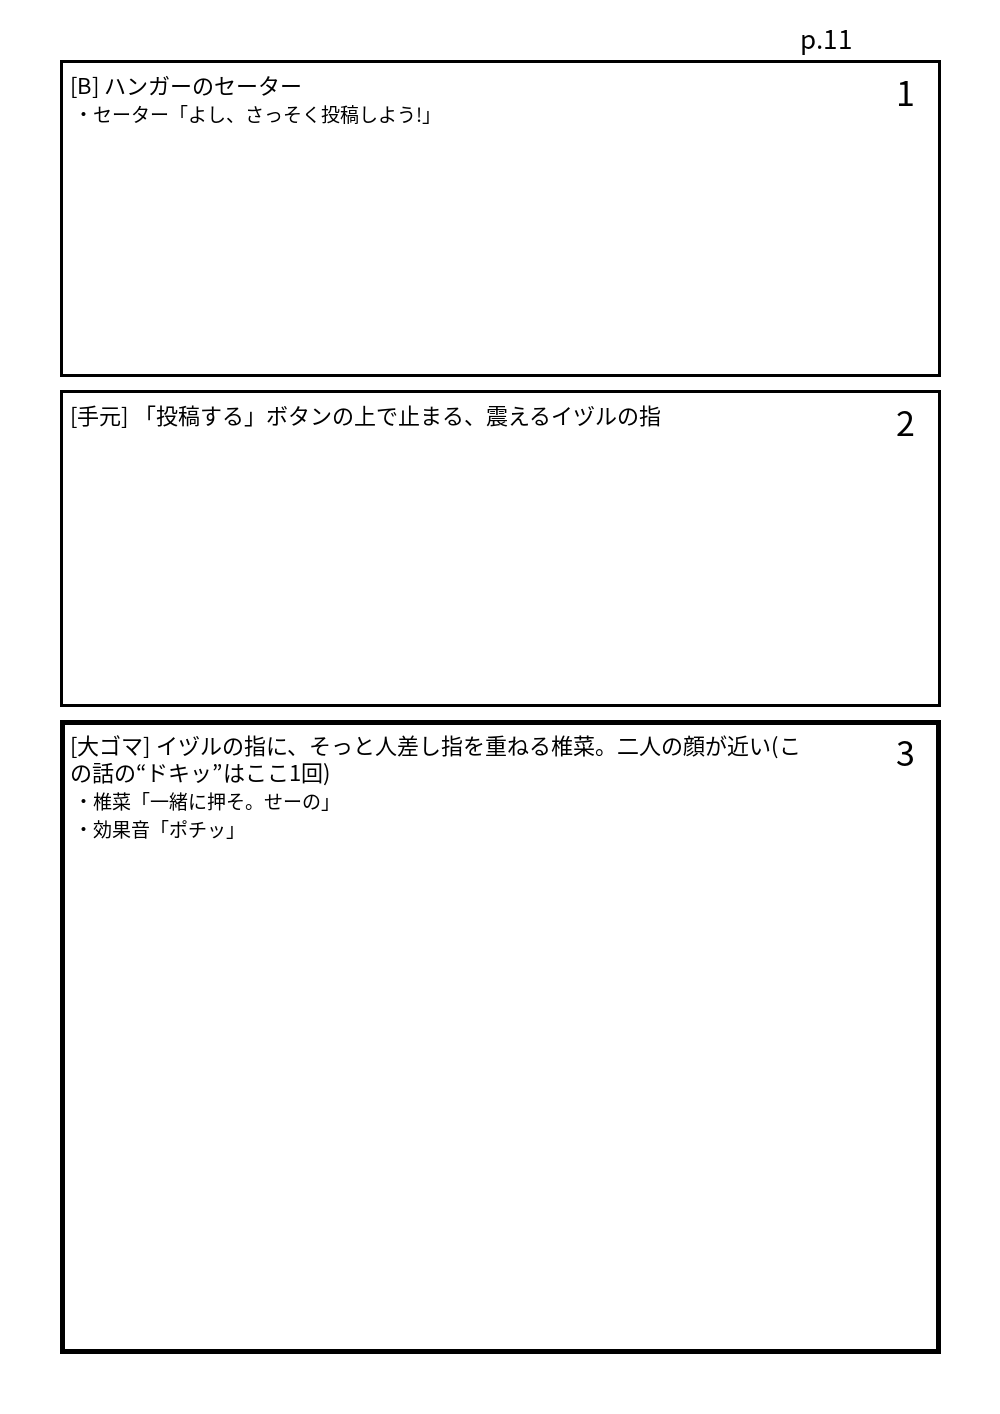 p.11
[B] ハンガーのセーター
1
・セーター「よし、さっそく投稿しよう!」
[手元] 「投稿する」ボタンの上で止まる、震えるイヅルの指
2
[大ゴマ] イヅルの指に、そっと人差し指を重ねる椎菜。二人の顔が近い(こ
の話の“ドキッ”はここ1回)
3
・椎菜「一緒に押そ。せーの」
・効果音「ポチッ」